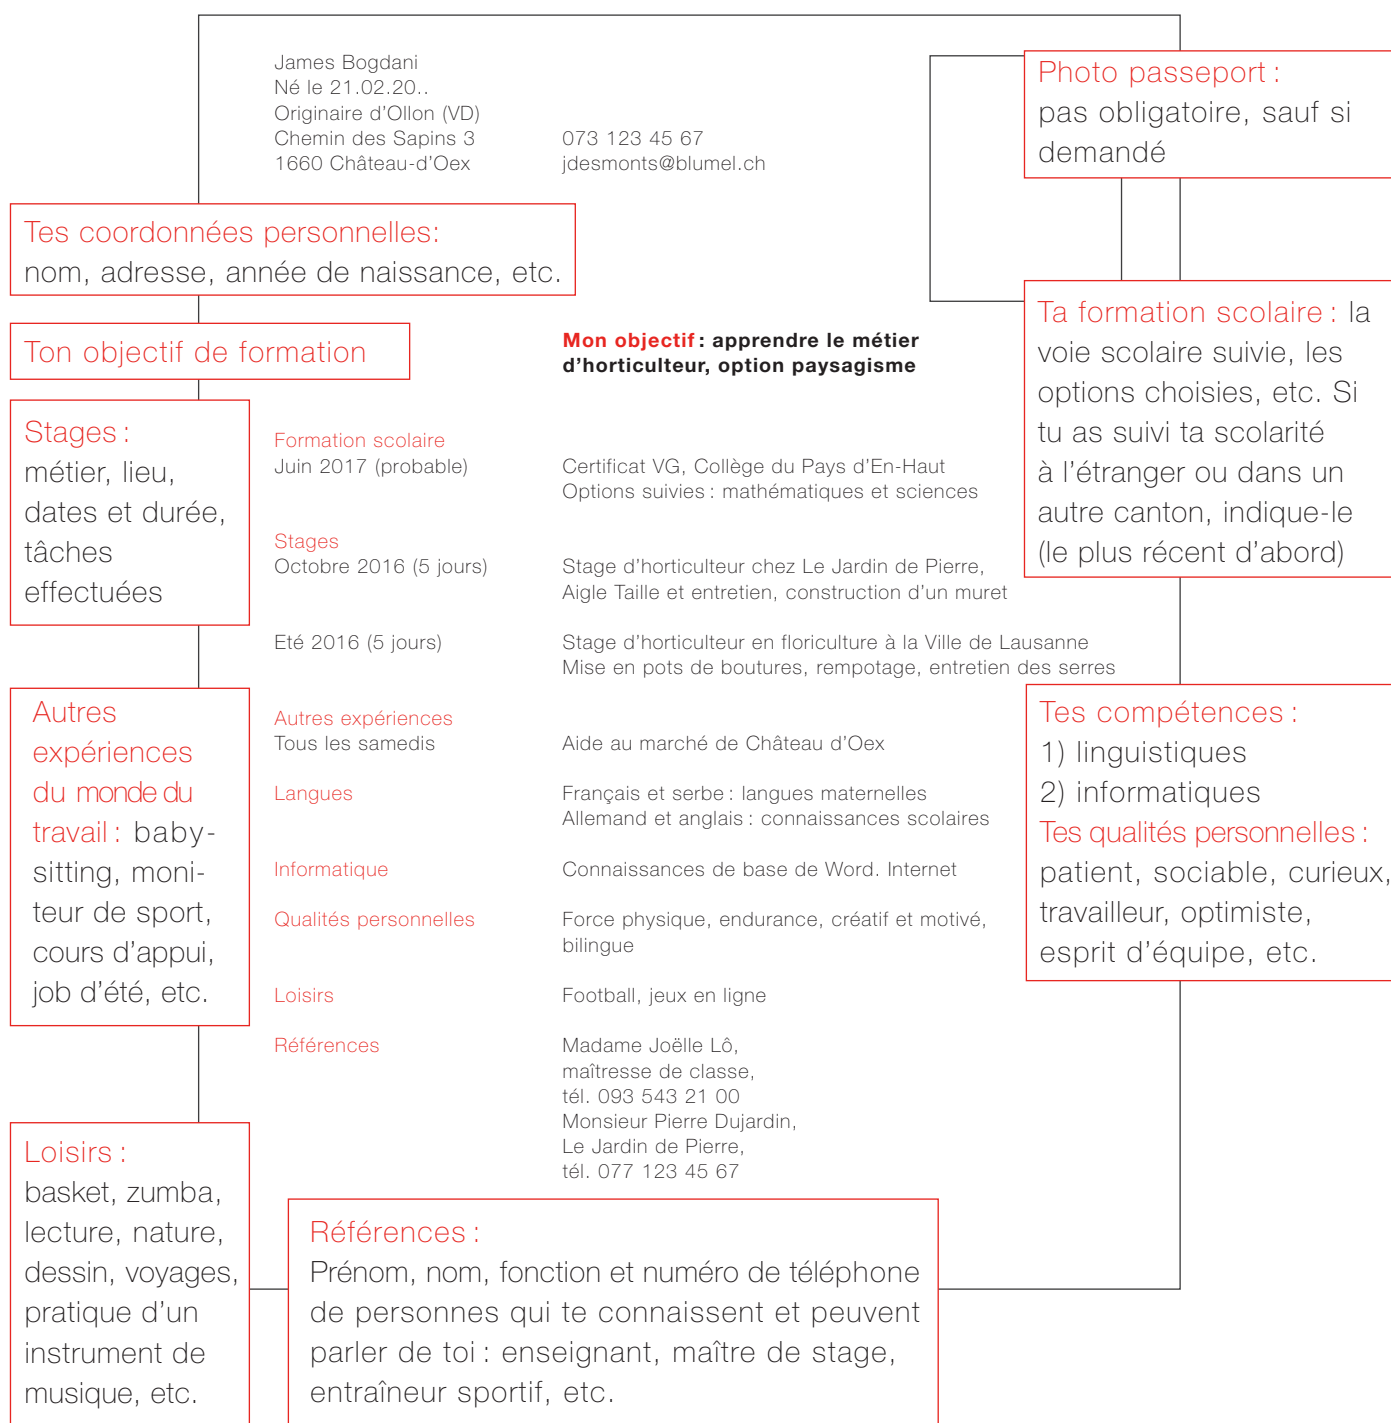 James Bogdani
Né le 21.02.20..
Originaire d'Ollon (VD)
Chemin des Sapins 3 073 123 45 67
1660 Château-d'Oex jdesmonts@blumel.ch
Photo passeport :
pas obligatoire, sauf si
demandé
Tes coordonnées personnelles:
nom, adresse, année de naissance, etc.
Ton objectif de formation
Mon objectif : apprendre le métier
d'horticulteur, option paysagisme
Ta formation scolaire : la
voie scolaire suivie, les
options choisies, etc. Si
tu as suivi ta scolarité
à l'étranger ou dans un
autre canton, indique-le
(le plus récent d'abord)
Stages :
métier, lieu,
dates et durée,
tâches
effectuées
Formation scolaire
Juin 2017 (probable) Certificat VG, Collège du Pays d'En-Haut
Options suivies : mathématiques et sciences
Stages
Octobre 2016 (5 jours) Stage d'horticulteur chez Le Jardin de Pierre,
Aigle Taille et entretien, construction d'un muret
Eté 2016 (5 jours) Stage d'horticulteur en floriculture à la Ville de Lausanne
Mise en pots de boutures, rempotage, entretien des serres
Autres
expériences
du monde du
travail : baby-
sitting, moni-
teur de sport,
cours d'appui,
job d'été, etc.
Autres expériences
Tous les samedis Aide au marché de Château d'Oex
Langues Français et serbe : langues maternelles
Allemand et anglais : connaissances scolaires
Informatique Connaissances de base de Word. Internet
Qualités personnelles Force physique, endurance, créatif et motivé,
bilingue
Loisirs Football, jeux en ligne
Références Madame Joëlle Lô,
maîtresse de classe,
tél. 093 543 21 00
Monsieur Pierre Dujardin,
Le Jardin de Pierre,
tél. 077 123 45 67
Tes compétences :
1) linguistiques
2) informatiques
Tes qualités personnelles :
patient, sociable, curieux,
travailleur, optimiste,
esprit d'équipe, etc.
Loisirs :
basket, zumba,
lecture, nature,
dessin, voyages,
pratique d'un
instrument de
musique, etc.
Références :
Prénom, nom, fonction et numéro de téléphone
de personnes qui te connaissent et peuvent
parler de toi : enseignant, maître de stage,
entraîneur sportif, etc.